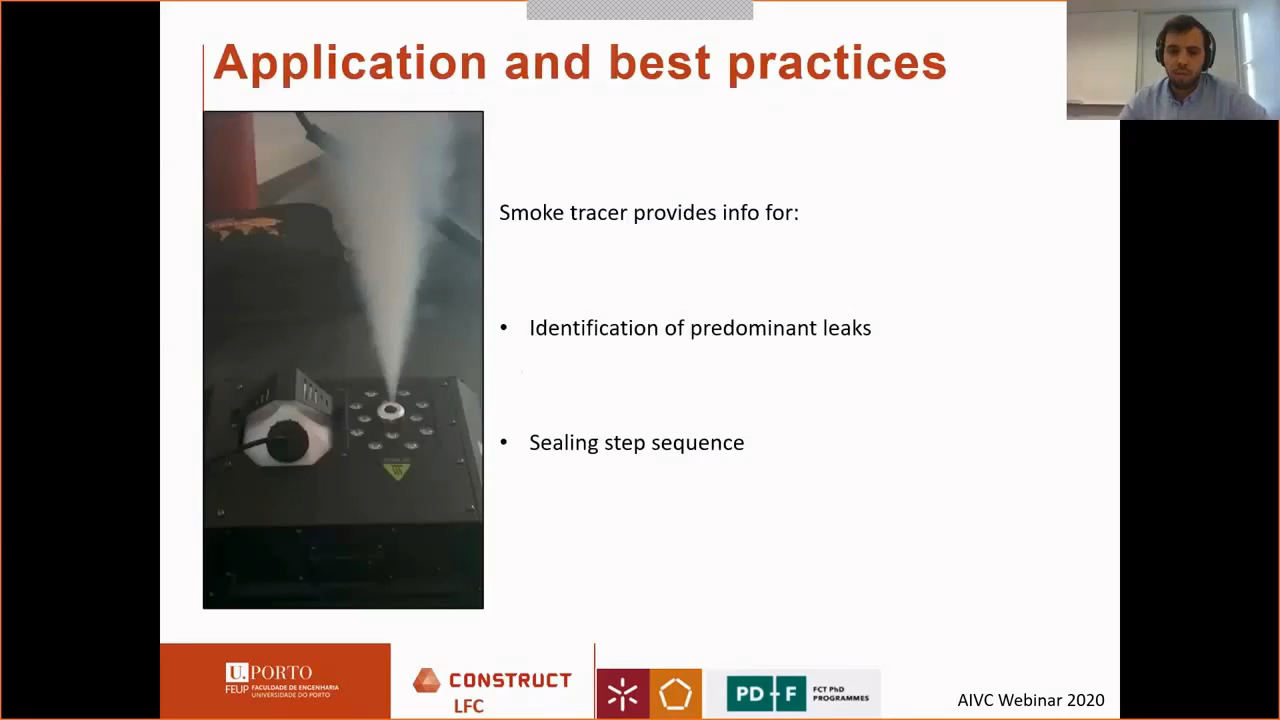 Application and best practices
Smoke tracer provides info for:
• Identification of predominant leaks
• Sealing step sequence
U.PORTO
FEUP FACULDADE DE ENGENHARIA
UNIVERSIDADE DO PORTO
CONSTRUCT
LFC
PD+F
FCT PhD
PROGRAMMES
AIVC Webinar 2020